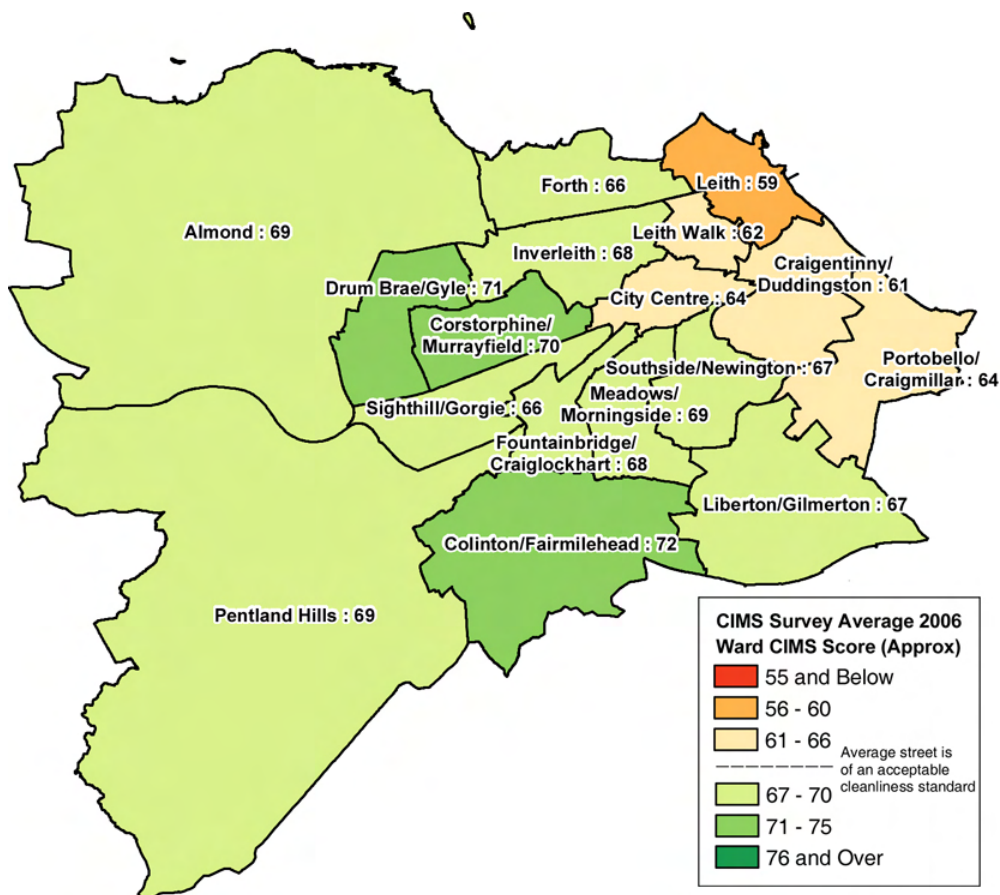 Leith : 59
Forth : 66
Almond : 69
Leith Walk : 62
Inverleith : 68
Craigentinny/
Duddingston : 61
Drum Brae/Gyle : 71
City Centre : 64
Corstorphine/
Murrayfield : 70
Portobello/
Craigmillar : 64
Southside/Newington : 67
Sighthill/Gorgie : 66
Meadows/
Morningside : 69
Fountainbridge/
Craiglockhart : 68
Liberton/Gilmerton : 67
Colinton/Fairmilehead : 72
Pentland Hills : 69
CIMS Survey Average 2006
Ward CIMS Score (Approx)
55 and Below
56 - 60
61 - 66
Average street is
of an acceptable
cleanliness standard
67 - 70
71 - 75
76 and Over